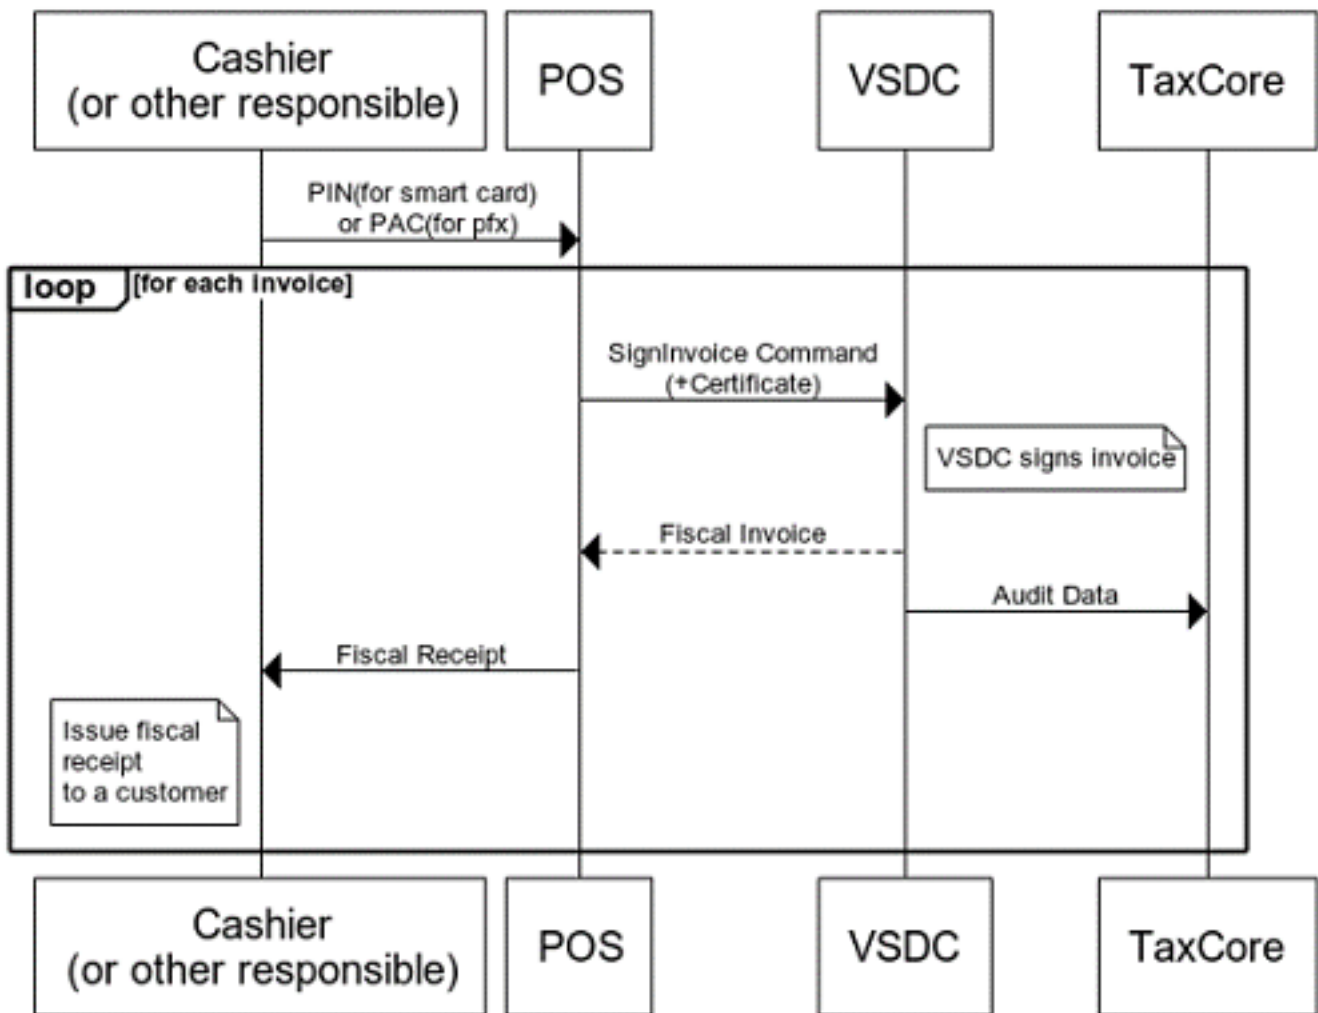 Cashier
(or other responsible)
POS
VSDC
TaxCore
PIN(for smart card)
or PAC(for pfx)
loop
[for each invoice]
SignInvoice Command
(+Certificate)
VSDC signs invoice
Fiscal Invoice
Audit Data
Fiscal Receipt
Issue fiscal
receipt
to a customer
Cashier
(or other responsible)
POS
VSDC
TaxCore